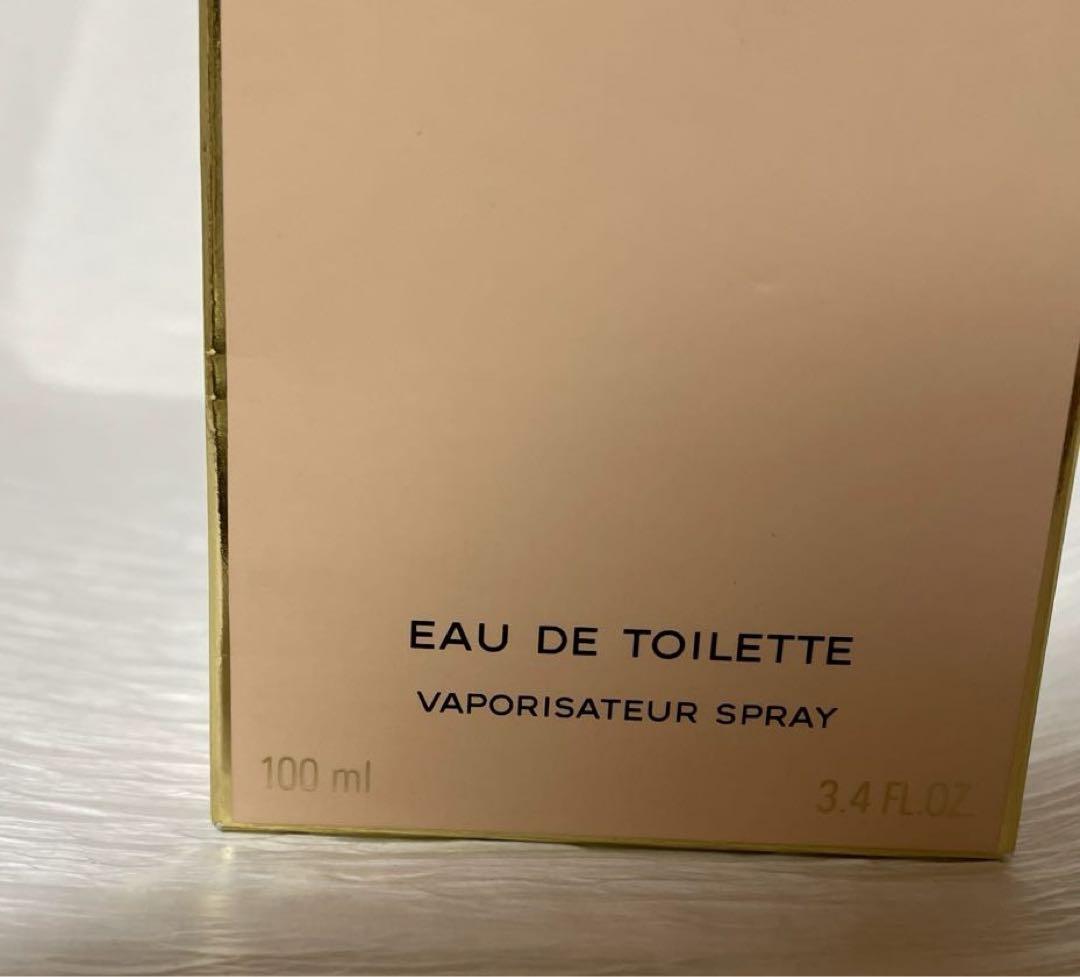 EAU DE TOILETTE
VAPORISATEUR SPRAY
100 ml
3.4 FL.OZ.